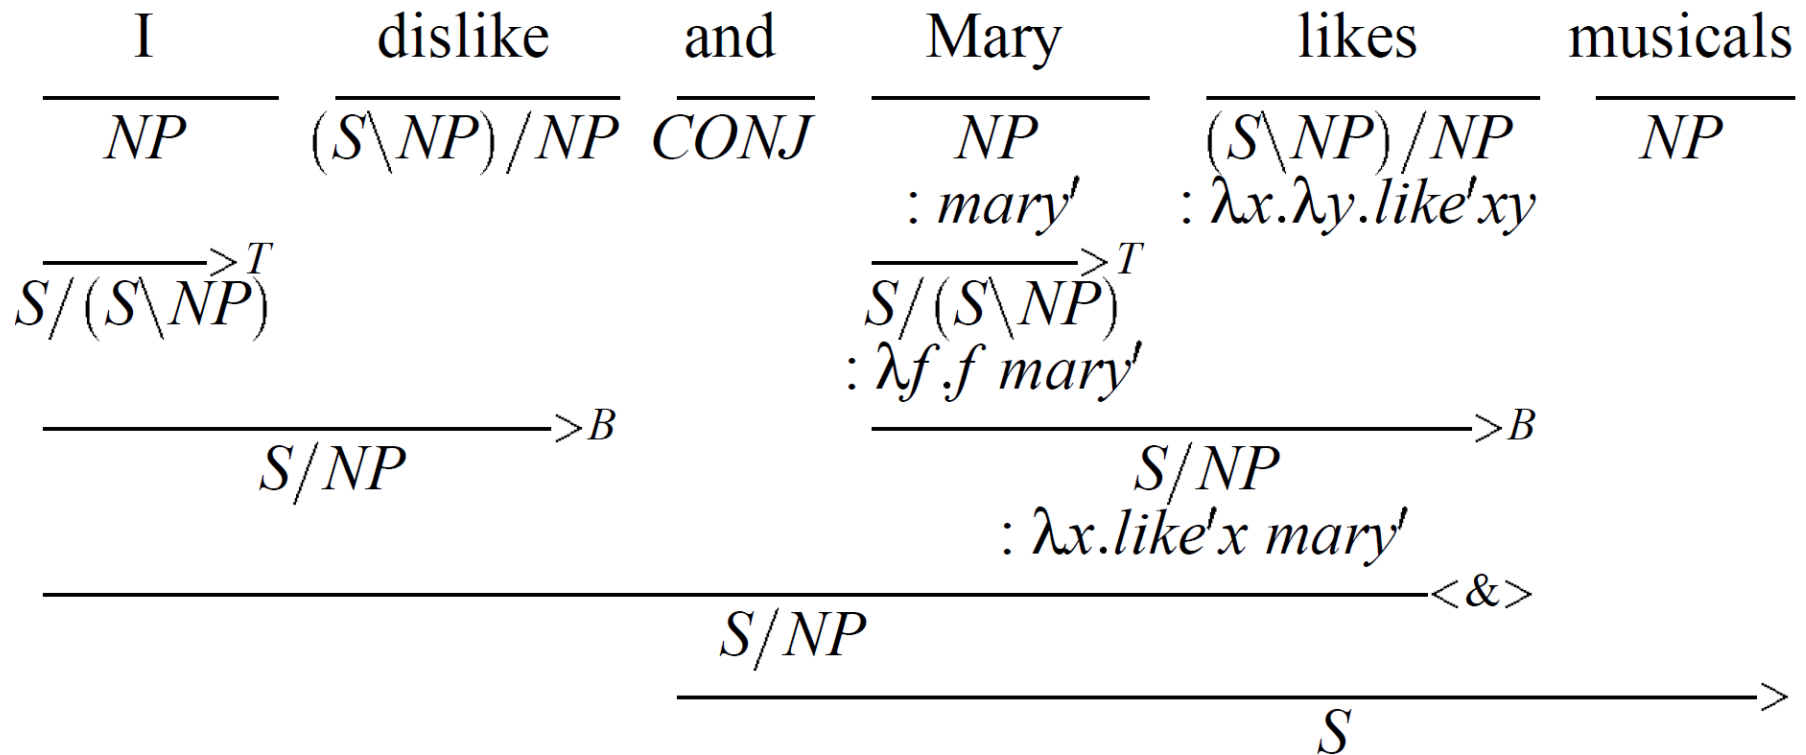 I dislike and Mary likes musicals
NP (S\NP)/NP CONJ NP (S\NP)/NP NP
: mary′ : λx.λy.like′xy
>T >T
S/(S\NP) S/(S\NP)
: λf.f mary′
>B >B
S/NP S/NP
: λx.like′x mary′
<&>
S/NP
>
S